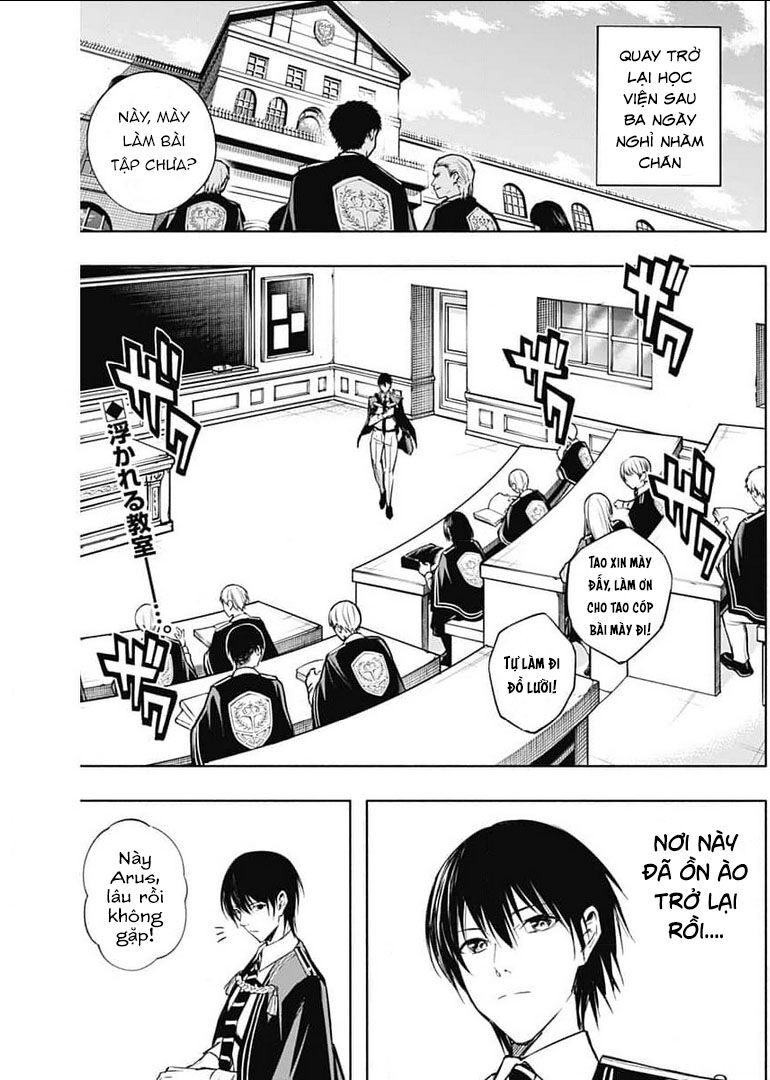 QUAY TRỞ
LẠI HỌC
VIỆN SAU
BA NGÀY
NGHỈ NHÀM
CHÁN
NÀY, MÀY
LÀM BÀI
TẬP CHƯA?
ザワ
ザワ
ザワ
ザワ
ザワ
◆浮かれる教室――……。
TAO XIN MÀY
ĐẤY, LÀM ƠN
CHO TAO CÓP
BÀI MÀY ĐI!
TỰ LÀM ĐI
ĐỒ LƯỜI!
NƠI NÀY
ĐÃ ỒN ÀO
TRỞ LẠI
RỒI....
Này
Arus,
lâu rồi
không
gặp!